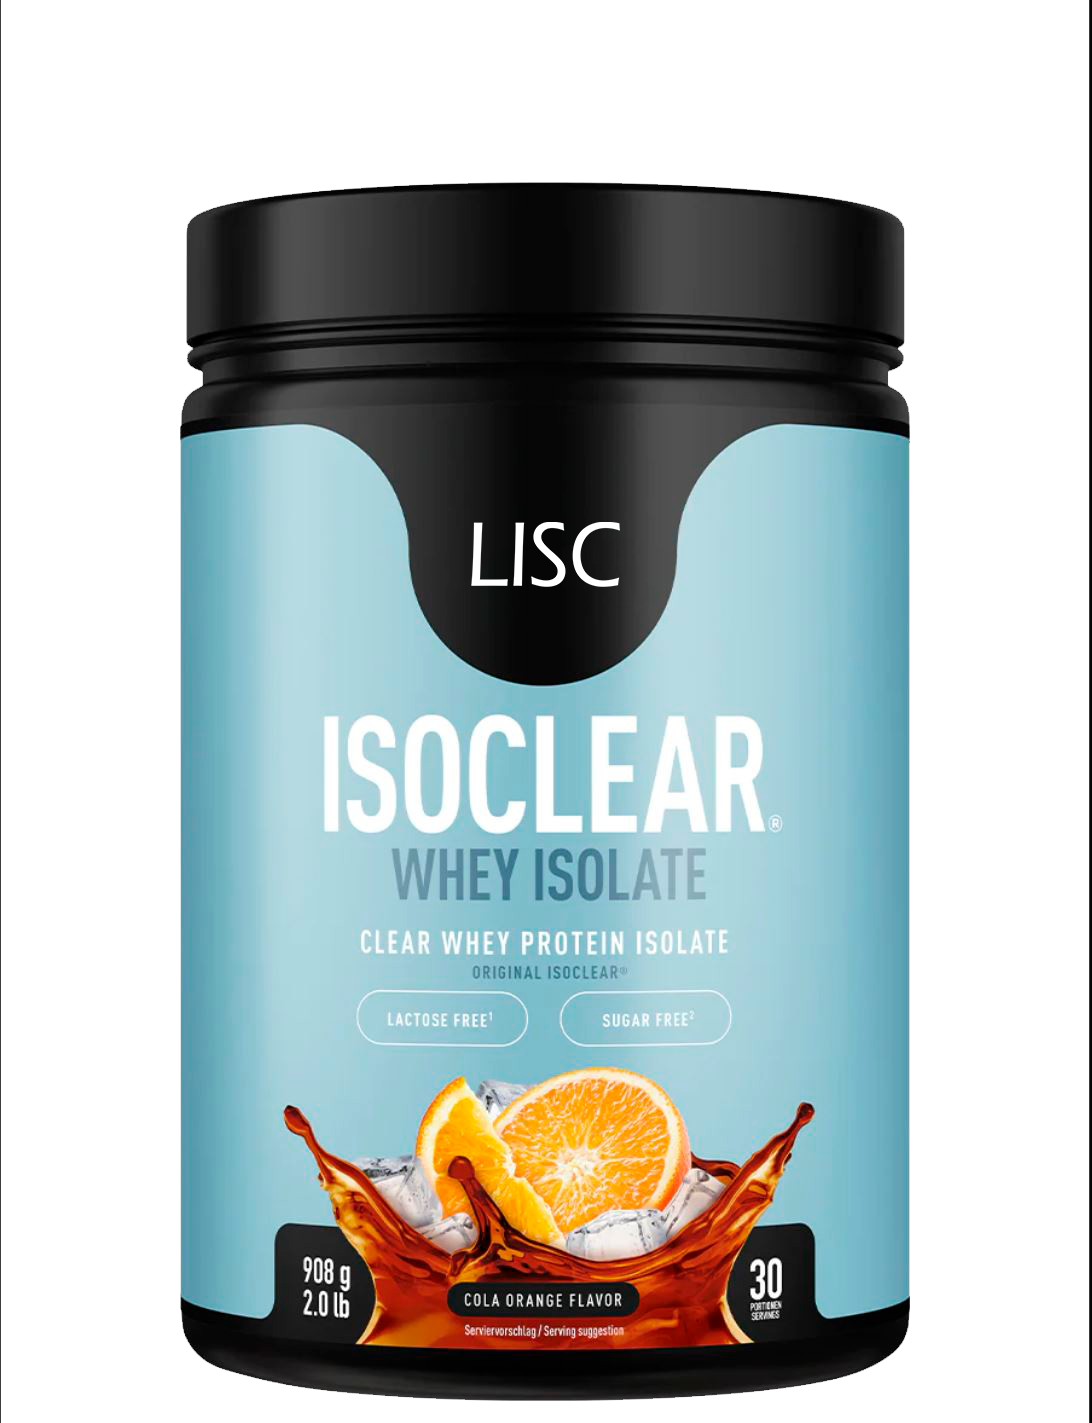 LISC
ISOCLEAR®
WHEY ISOLATE
CLEAR WHEY PROTEIN ISOLATE
ORIGINAL ISOCLEAR®
LACTOSE FREE¹
SUGAR FREE²
908 g
2.0 lb
COLA ORANGE FLAVOR
Serviervorschlag / Serving suggestion
30
PORTIONEN
SERVINGS